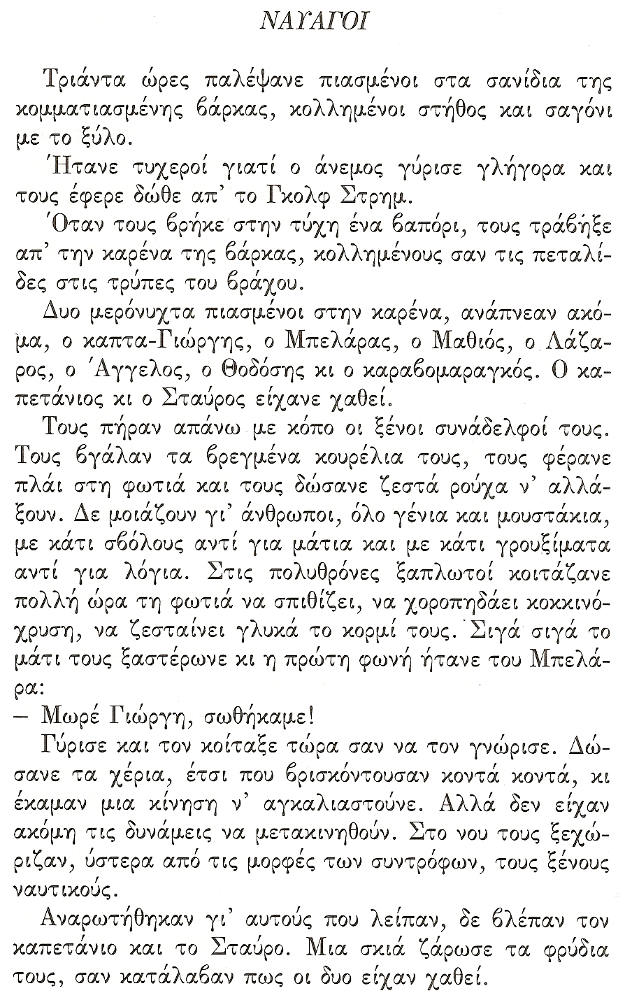 ΝΑΥΑΓΟΙ
Τριάντα ώρες παλέψανε πιασμένοι στα σανίδια της
κομματιασμένης βάρκας, κολλημένοι στήθος και σαγόνι
με το ξύλο.
Ήτανε τυχεροί γιατί ο άνεμος γύρισε γλήγορα και
τους έφερε δώθε απ’ το Γκολφ Στρημ.
Όταν τους βρήκε στην τύχη ένα βαπόρι, τους τράβηξε
απ’ την καρένα της βάρκας, κολλημένους σαν τις πεταλί-
δες στις τρύπες του βράχου.
Δυο μερόνυχτα πιασμένοι στην καρένα, ανάπνεαν ακό-
μα, ο καπτα-Γιώργης, ο Μπελάρας, ο Μαθιός, ο Λάζα-
ρος, ο Άγγελος, ο Θοδόσης κι ο καραβομαραγκός. Ο κα-
πετάνιος κι ο Σταύρος είχανε χαθεί.
Τους πήραν απάνω με κόπο οι ξένοι συνάδελφοί τους.
Τους βγάλαν τα βρεγμένα κουρέλια τους, τους φέρανε
πλάι στη φωτιά και τους δώσανε ζεστά ρούχα ν’ αλλά-
ξουν. Δε μοιάζουν γι’ άνθρωποι, όλο γένια και μουστάκια,
με κάτι σβόλους αντί για μάτια και με κάτι γρουξίματα
αντί για λόγια. Στις πολυθρόνες ξαπλωτοί κοιτάζανε
πολλή ώρα τη φωτιά να σπιθίζει, να χοροπηδάει κοκκινό-
χρυση, να ζεσταίνει γλυκά το κορμί τους. Σιγά σιγά το
μάτι τους ξαστέρωνε κι η πρώτη φωνή ήτανε του Μπελά-
ρα:
— Μωρέ Γιώργη, σωθήκαμε!
Γύρισε και τον κοίταξε τώρα σαν να τον γνώρισε. Δώ-
σανε τα χέρια, έτσι που βρισκόντουσαν κοντά κοντά, κι
έκαμαν μια κίνηση ν’ αγκαλιαστούνε. Αλλά δεν είχαν
ακόμη τις δυνάμεις να μετακινηθούν. Στο νου τους ξεχώ-
ριζαν, ύστερα από τις μορφές των συντρόφων, τους ξένους
ναυτικούς.
Αναρωτήθηκαν γι’ αυτούς που λείπαν, δε βλέπαν τον
καπετάνιο και το Σταύρο. Μια σκιά ζάρωσε τα φρύδια
τους, σαν κατάλαβαν πως οι δυο είχαν χαθεί.